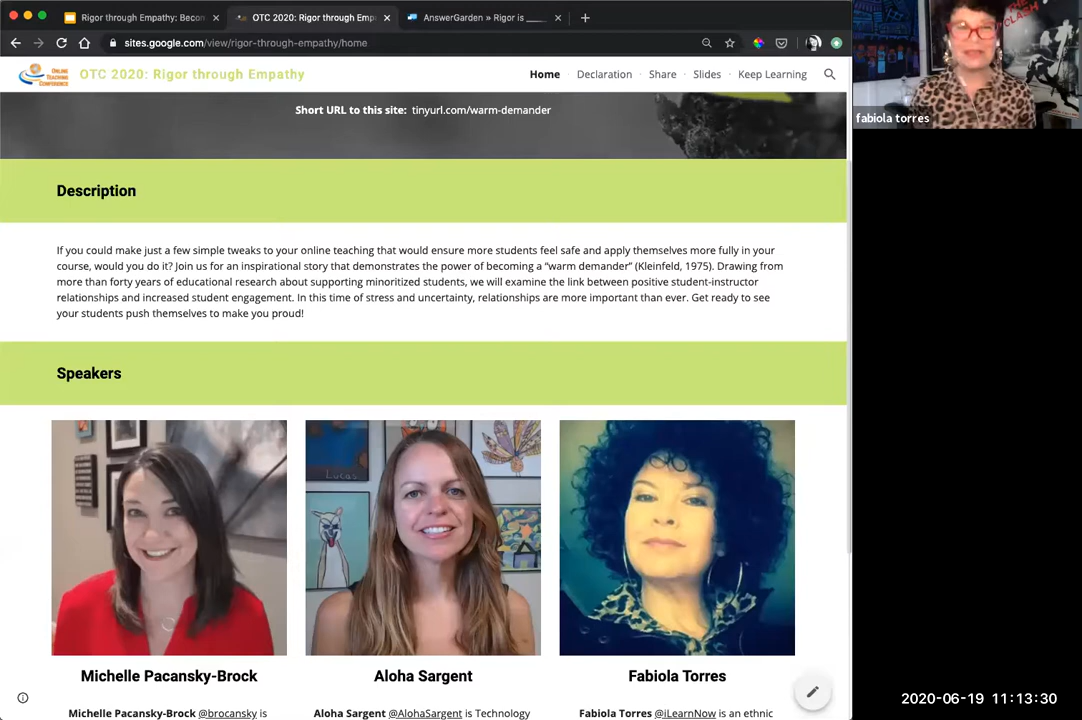 Rigor through Empathy: Beco
OTC 2020: Rigor through Emp
AnswerGarden » Rigor is ____
sites.google.com/view/rigor-through-empathy/home
ONLINE TEACHING CONFERENCE
OTC 2020: Rigor through Empathy
Home
Declaration
Share
Slides
Keep Learning
THE CLASH
fabiola torres
Short URL to this site: tinyurl.com/warm-demander
Description
If you could make just a few simple tweaks to your online teaching that would ensure more students feel safe and apply themselves more fully in your
course, would you do it? Join us for an inspirational story that demonstrates the power of becoming a “warm demander” (Kleinfeld, 1975). Drawing from
more than forty years of educational research about supporting minoritized students, we will examine the link between positive student-instructor
relationships and increased student engagement. In this time of stress and uncertainty, relationships are more important than ever. Get ready to see
your students push themselves to make you proud!
Speakers
Lucas
Michelle Pacansky-Brock
Aloha Sargent
Fabiola Torres
Michelle Pacansky-Brock @brocansky is
Aloha Sargent @AlohaSargent is Technology
Fabiola Torres @iLearnNow is an ethnic
2020-06-19 11:13:30